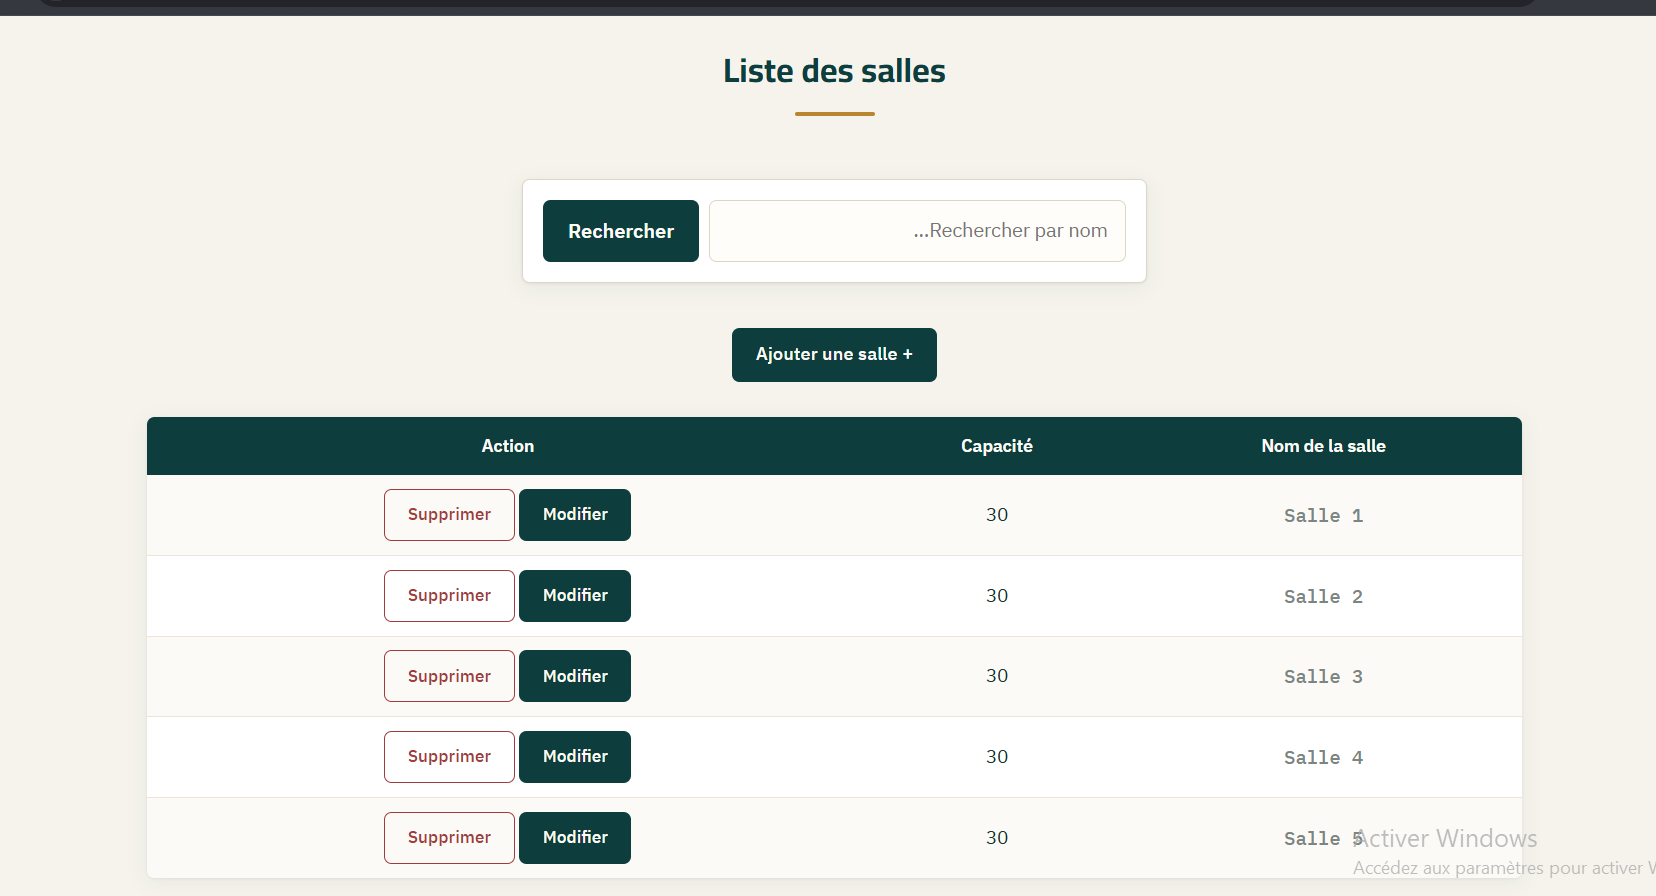 Liste des salles
Rechercher ...Rechercher par nom
Ajouter une salle +
Action Capacité Nom de la salle
Supprimer Modifier 30 Salle 1
Supprimer Modifier 30 Salle 2
Supprimer Modifier 30 Salle 3
Supprimer Modifier 30 Salle 4
Supprimer Modifier 30 Salle 5
Activer Windows
Accédez aux paramètres pour activer W